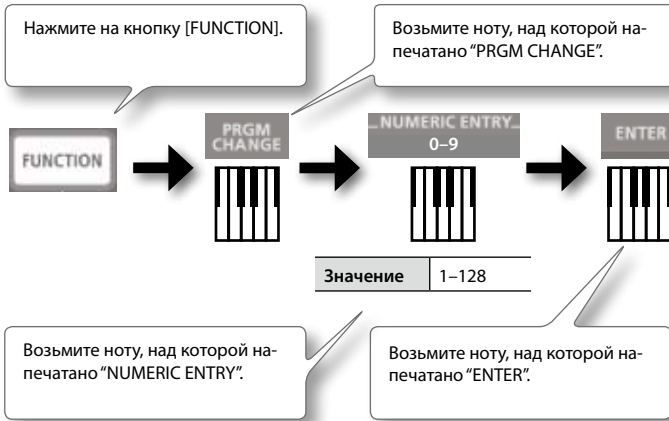 Нажмите на кнопку [FUNCTION].
Возьмите ноту, над которой на-
печатано “PRGM CHANGE”.
FUNCTION
PRGM
CHANGE
NUMERIC ENTRY
0–9
ENTER
Значение 1–128
Возьмите ноту, над которой на-
печатано “NUMERIC ENTRY”.
Возьмите ноту, над которой на-
печатано “ENTER”.